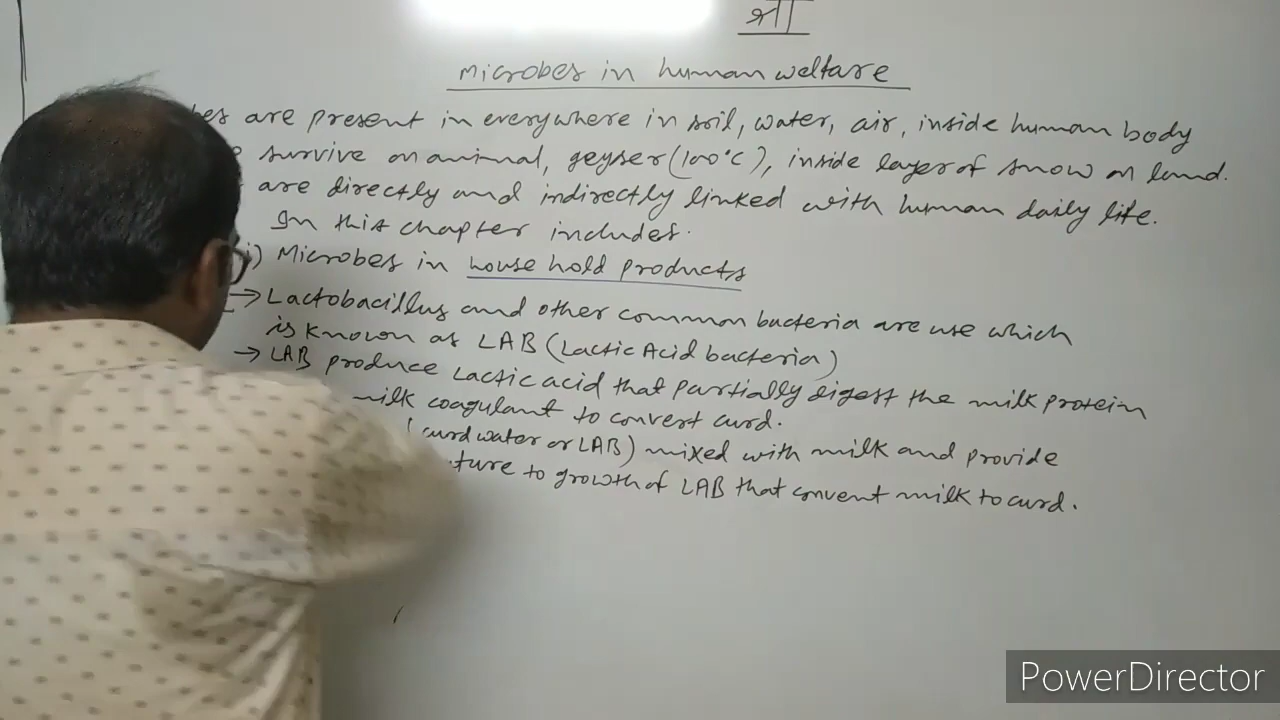 श्री
Microbes in human welfare
bes are present in everywhere in soil, water, air, inside human body
survive on animal, geyser (100°C), inside layer of snow on land.
are directly and indirectly linked with human daily life.
In this chapter includes.
i) Microbes in house hold products
→ Lactobacillus and other common bacteria are use which
is known as LAB (Lactic Acid bacteria)
→ LAB produce Lactic acid that partially digest the milk protein
milk coagulant to convert curd.
(curd water or LAB) mixed with milk and provide
ture to growth of LAB that convent milk to curd.
PowerDirector